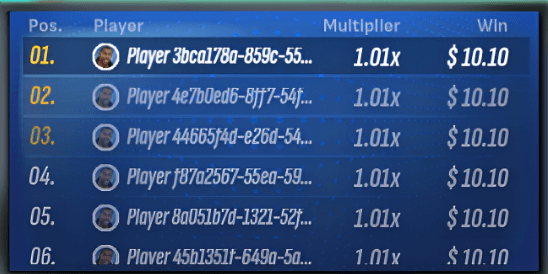 Pos. Player Multiplier Win
01. Player 3bca178a-859c-55... 1.01x $10.10
02. Player 4e7b0ed6-8ff7-54f... 1.01x $10.10
03. Player 44665f4d-e26d-54... 1.01x $10.10
04. Player f87a2567-55ea-59... 1.01x $10.10
05. Player 8a051b7d-1321-52f... 1.01x $10.10
06. Player 45b1351f-649a-5a... 1.01x $10.10